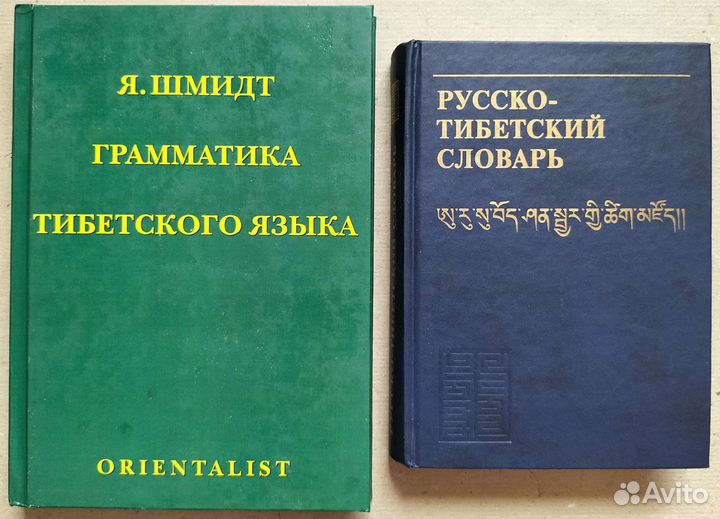 Я. ШМИДТ
ГРАММАТИКА
ТИБЕТСКОГО ЯЗЫКА
ORIENTALIST
РУССКО-
ТИБЕТСКИЙ
СЛОВАРЬ
ཨུ་རུ་སུ་བོད་ཤན་སྦྱར་གྱི་ཚིག་མཛོད།།
Avito